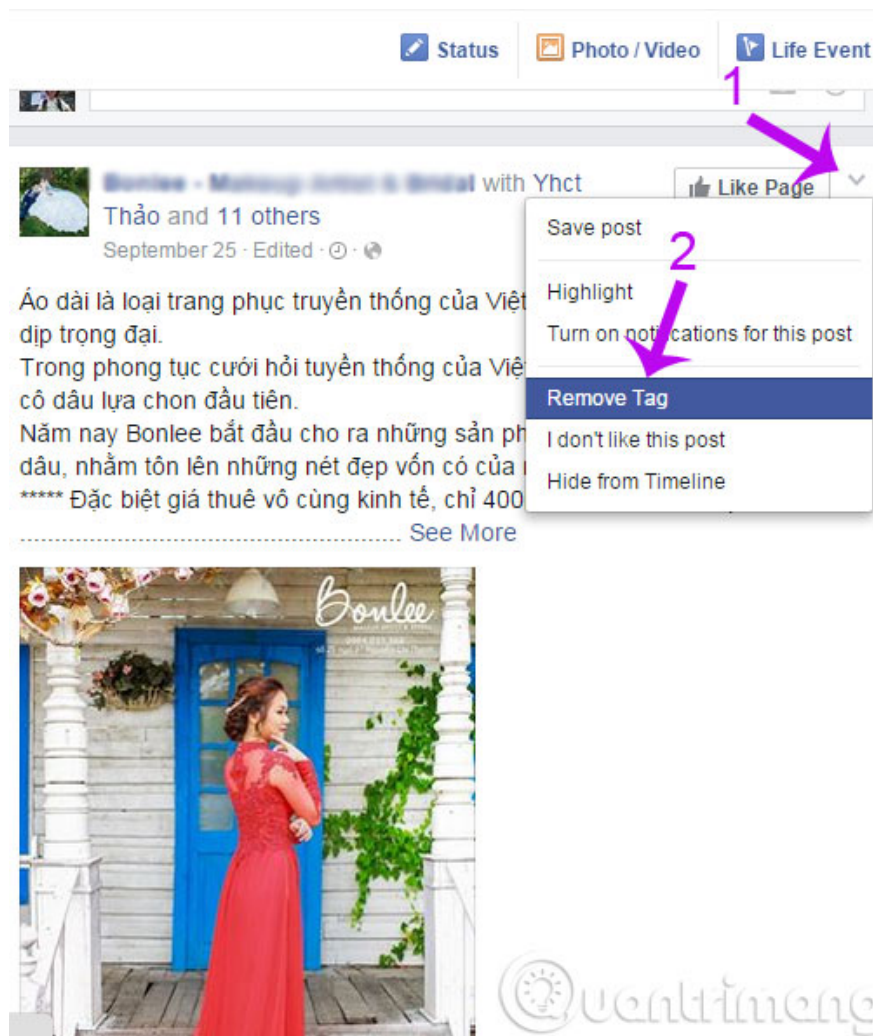 Status Photo / Video Life Event
1
with Yhct
Like Page
Thảo and 11 others
September 25 · Edited ·
Save post
2
Highlight
Turn on notifications for this post
Remove Tag
I don't like this post
Hide from Timeline
Áo dài là loại trang phục truyền thống của Việt
dịp trọng đại.
Trong phong tục cưới hỏi tuyền thống của Việ
cô dâu lựa chon đầu tiên.
Năm nay Bonlee bắt đầu cho ra những sản ph
dâu, nhằm tôn lên những nét đẹp vốn có của
***** Đặc biệt giá thuê vô cùng kinh tế, chỉ 400
........................................................ See More
Bonlee
Quantrimang